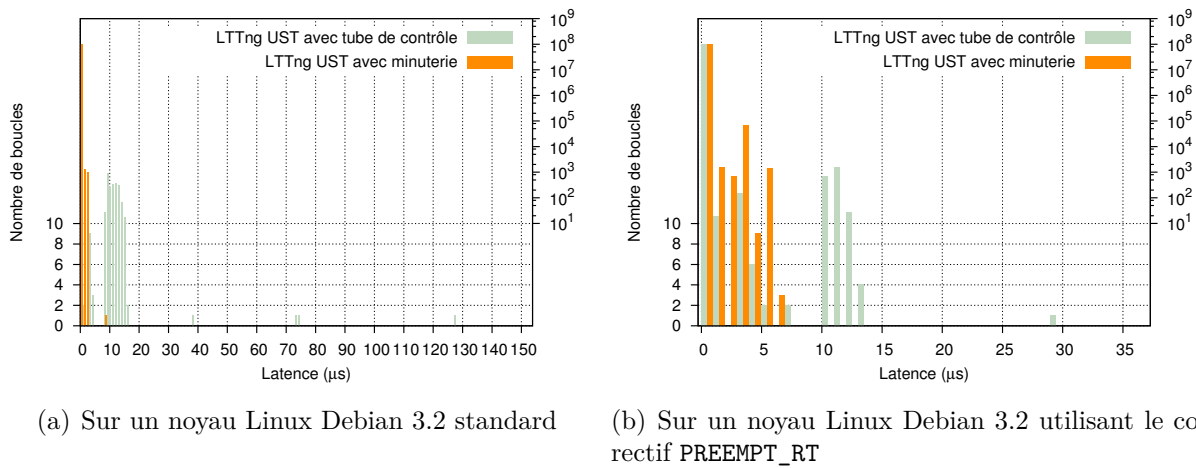 LTTng UST avec tube de contrôle
LTTng UST avec minuterie
Nombre de boucles
10
8
6
4
2
0
10^9
10^8
10^7
10^6
10^5
10^4
10^3
10^2
10^1
0 10 20 30 40 50 60 70 80 90 100 110 120 130 140 150
Latence (μs)
(a) Sur un noyau Linux Debian 3.2 standard
LTTng UST avec tube de contrôle
LTTng UST avec minuterie
Nombre de boucles
10
8
6
4
2
0
10^9
10^8
10^7
10^6
10^5
10^4
10^3
10^2
10^1
0 5 10 15 20 25 30 35
Latence (μs)
(b) Sur un noyau Linux Debian 3.2 utilisant le co
rectif PREEMPT_RT